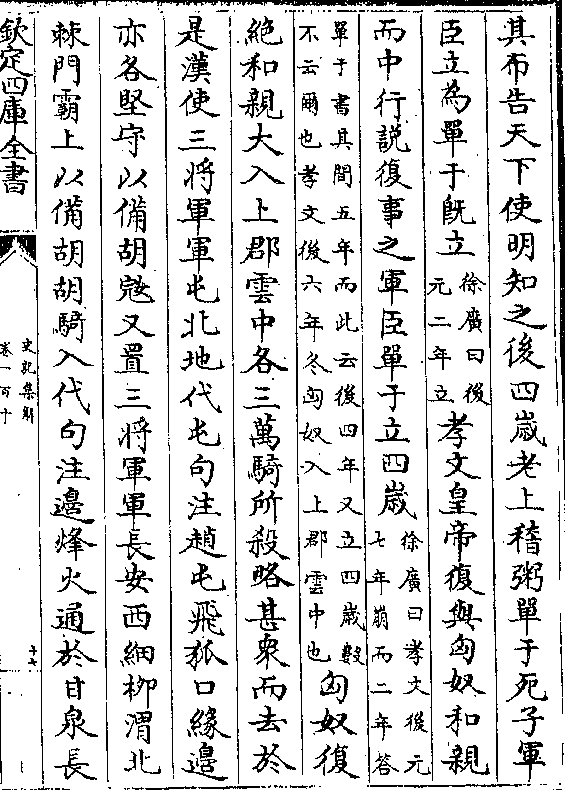 其布告天下使明知之後四嵗老上稽粥單于死子軍
臣立為單于既立徐廣曰後元二年立孝文皇帝復與匈奴和親
而中行説復事之軍臣單于立四嵗徐廣曰孝文後元七年崩而二年答
單于書其間五年而此云後四年又立四嵗數不云爾也孝文後六年冬匈奴入上郡雲中也匈奴復
絶和親大入上郡雲中各三萬騎所殺略甚衆而去於
是漢使三將軍軍屯北地代屯句注趙屯飛狐口緣邊
亦各堅守以備胡寇又置三將軍軍長安西細栁渭北
棘門霸上以備胡胡騎入代句注邊烽火通於甘泉長
欽定四庫全書
史記集解
卷一百十
十七